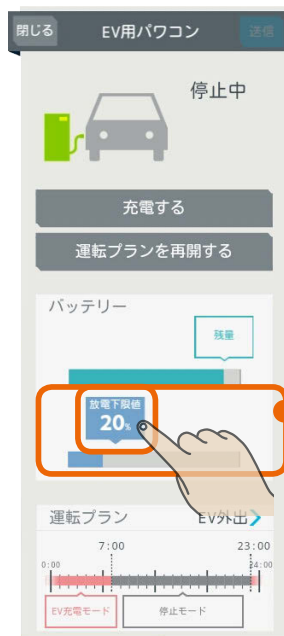 閉じる EV用パワコン 送信
停止中
充電する
運転プランを再開する
バッテリー
残量
放電下限値
20%
運転プラン EV外出
7:00 23:00
0:00 24:00
EV充電モード 停止モード